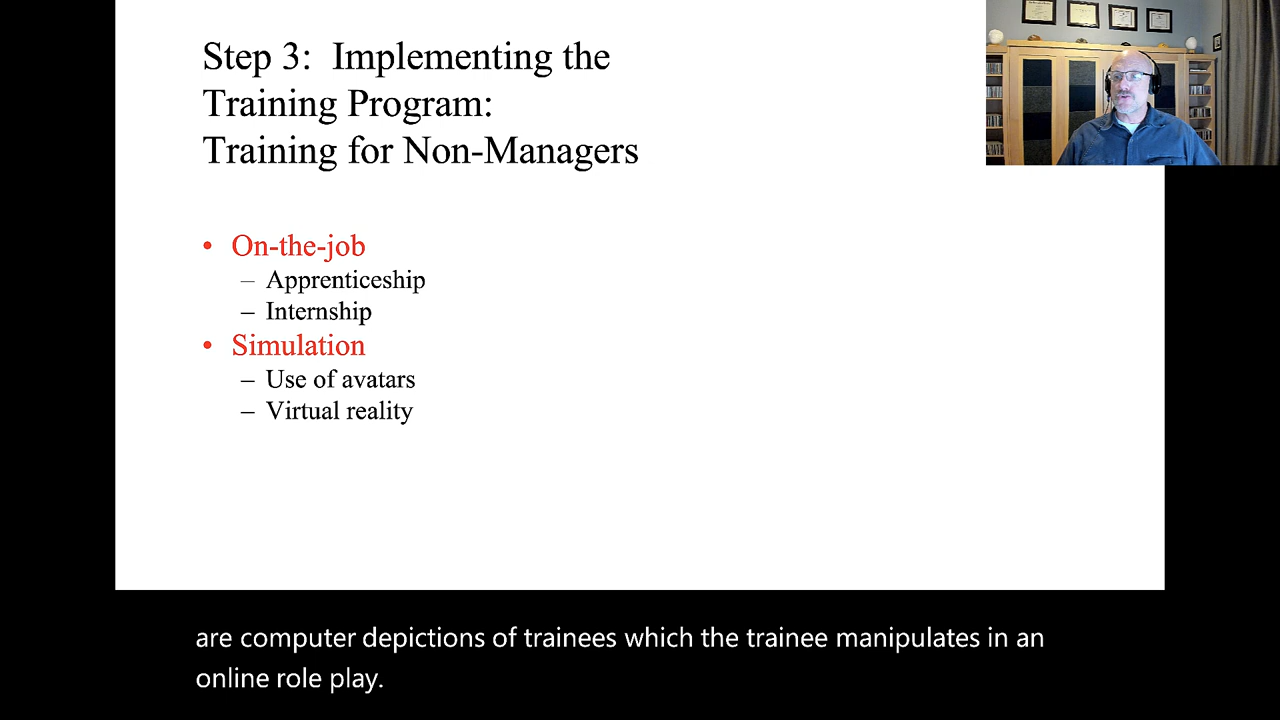 Step 3: Implementing the
Training Program:
Training for Non-Managers
• On-the-job
– Apprenticeship
– Internship
• Simulation
– Use of avatars
– Virtual reality
are computer depictions of trainees which the trainee manipulates in an
online role play.